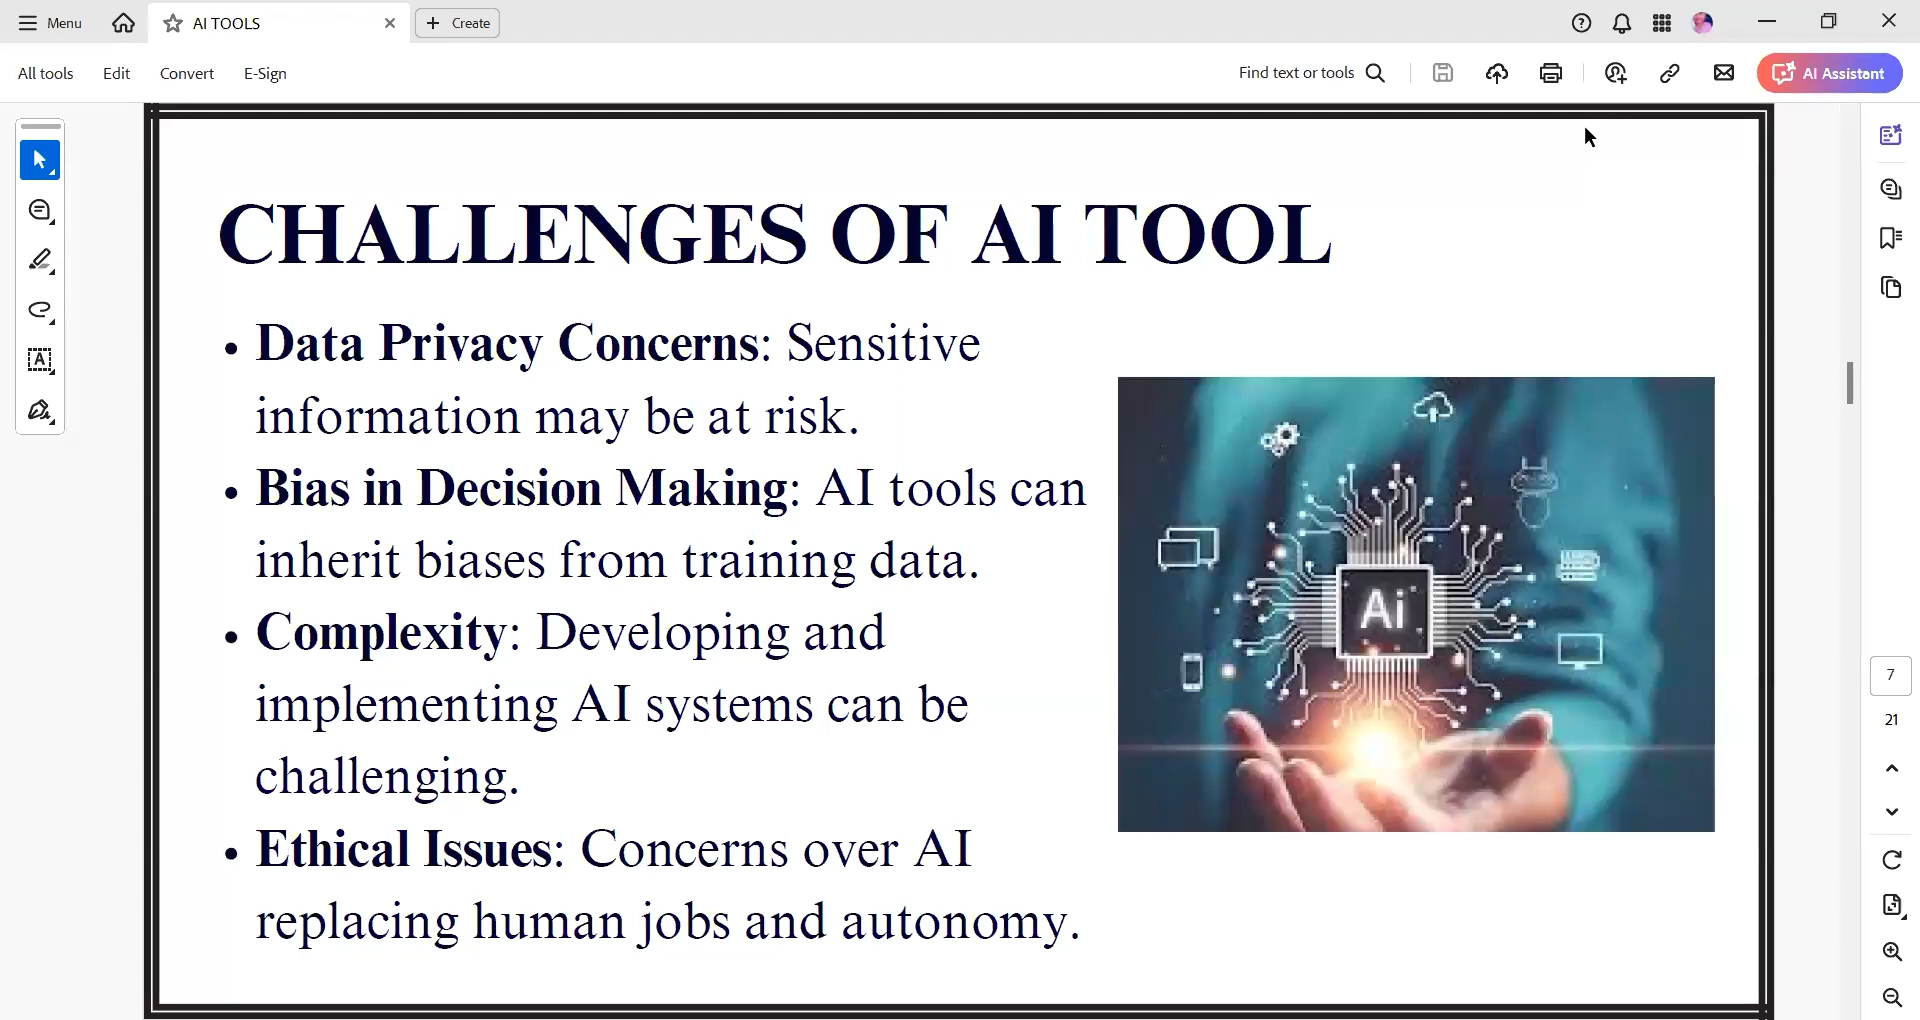 Menu
AI TOOLS
Create
All tools
Edit
Convert
E-Sign
Find text or tools
AI Assistant
CHALLENGES OF AI TOOL
• Data Privacy Concerns: Sensitive
information may be at risk.
• Bias in Decision Making: AI tools can
inherit biases from training data.
• Complexity: Developing and
implementing AI systems can be
challenging.
• Ethical Issues: Concerns over AI
replacing human jobs and autonomy.
Ai
7
21